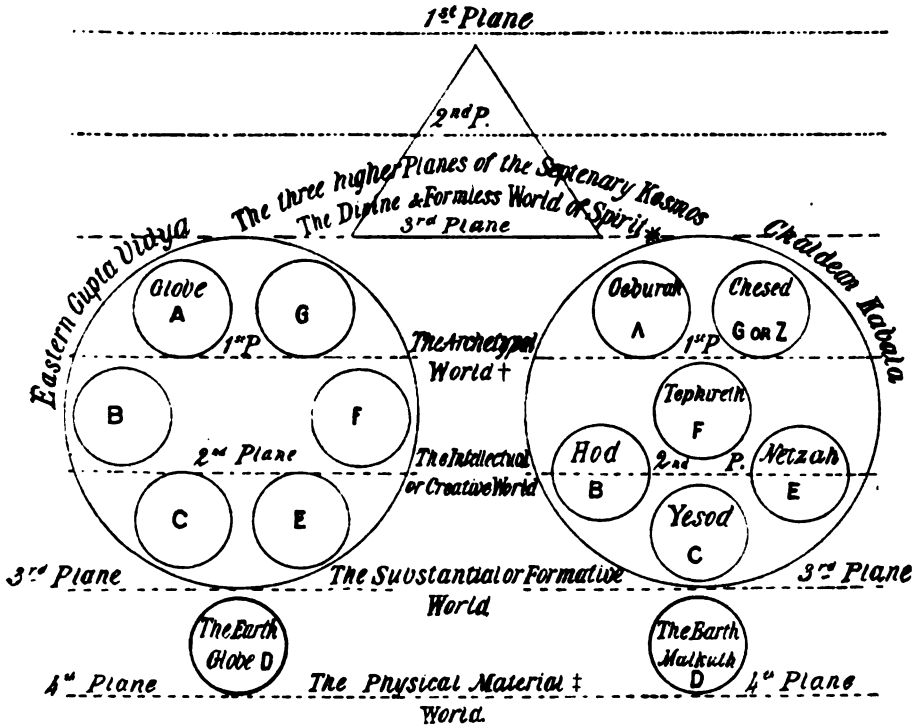 1st Plane
2nd P.
The three higher Planes of the Septenary Kosmos
The Divine & Formless World of Spirit *
3rd Plane
Eastern Gupta Vidya
Chaldean Kabala
Globe
A
G
1st P
The Archetypal
World †
Geburah
A
Chesed
G OR Z
1st P
B
F
Tephireth
F
2nd Plane
The Intellectual
or Creative World
Hod
B
2nd P.
Netzah
E
C
E
Yesod
C
3rd Plane
The Substantial or Formative
World
3rd Plane
The Earth
Globe D
The Earth
Malkuth
D
4th Plane
The Physical Material ‡
World.
4th Plane